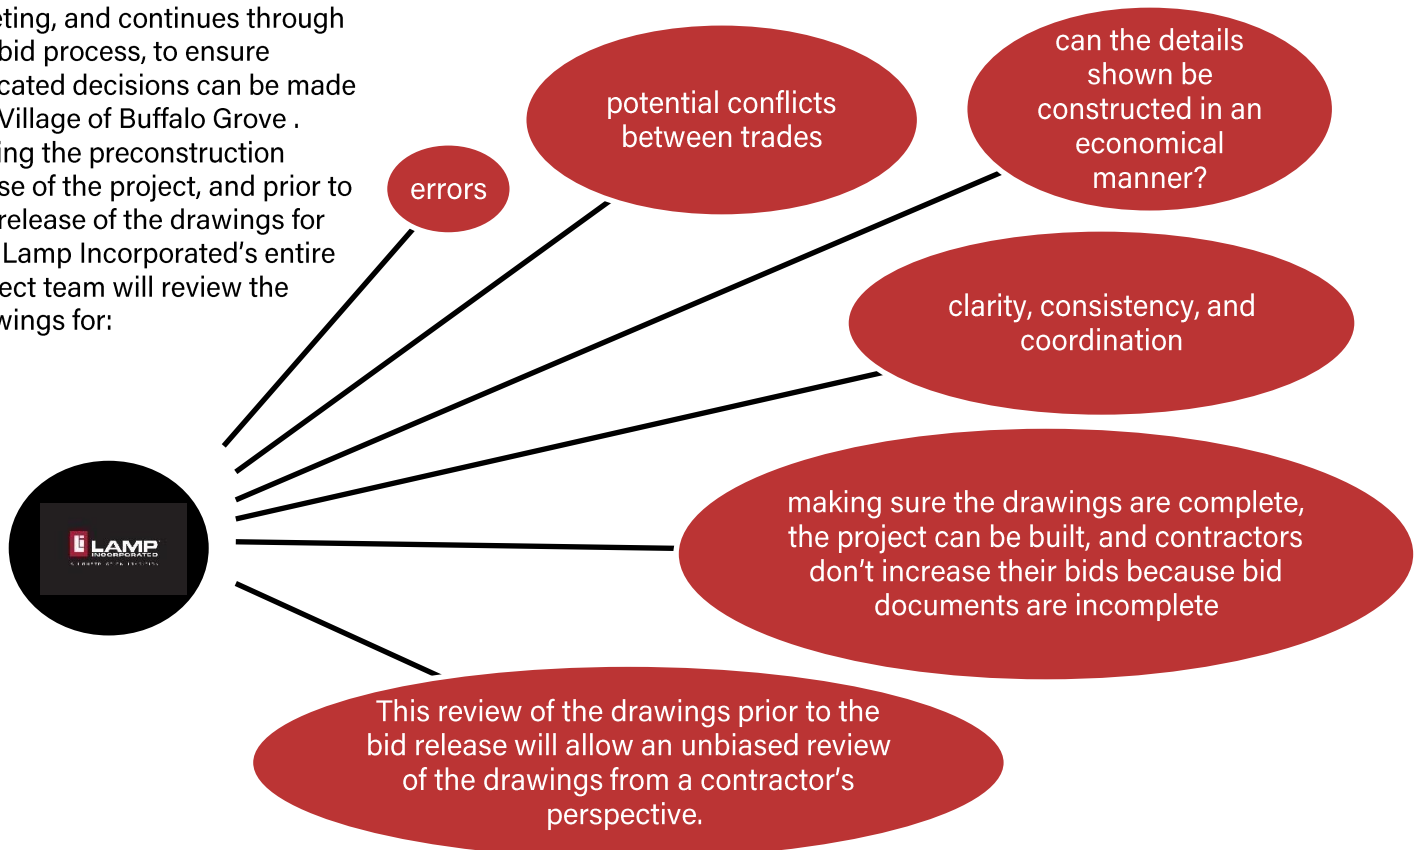 eting, and continues through
bid process, to ensure
cated decisions can be made
Village of Buffalo Grove .
ing the preconstruction
se of the project, and prior to
release of the drawings for
Lamp Incorporated’s entire
ect team will review the
wings for:
errors
potential conflicts
between trades
can the details
shown be
constructed in an
economical
manner?
clarity, consistency, and
coordination
making sure the drawings are complete,
the project can be built, and contractors
don’t increase their bids because bid
documents are incomplete
This review of the drawings prior to the
bid release will allow an unbiased review
of the drawings from a contractor’s
perspective.
LAMP
INCORPORATED